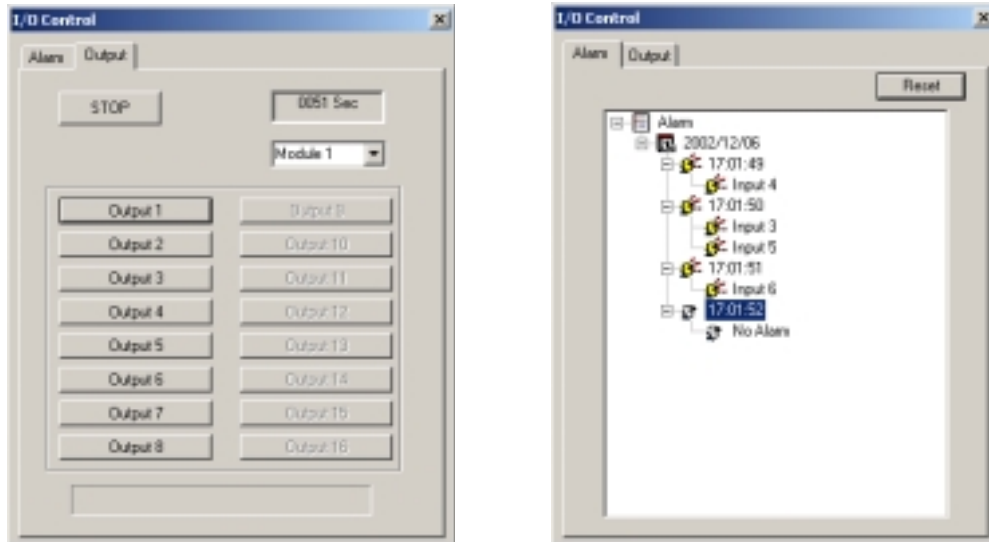 I/O Control
Alarm Output
STOP
0051 Sec
Module 1
Output 1 Output 9
Output 2 Output 10
Output 3 Output 11
Output 4 Output 12
Output 5 Output 13
Output 6 Output 14
Output 7 Output 15
Output 8 Output 16
I/O Control
Alarm Output
Reset
Alarm
2002/12/06
17:01:49
Input 4
17:01:50
Input 3
Input 5
17:01:51
Input 6
17:01:52
No Alarm